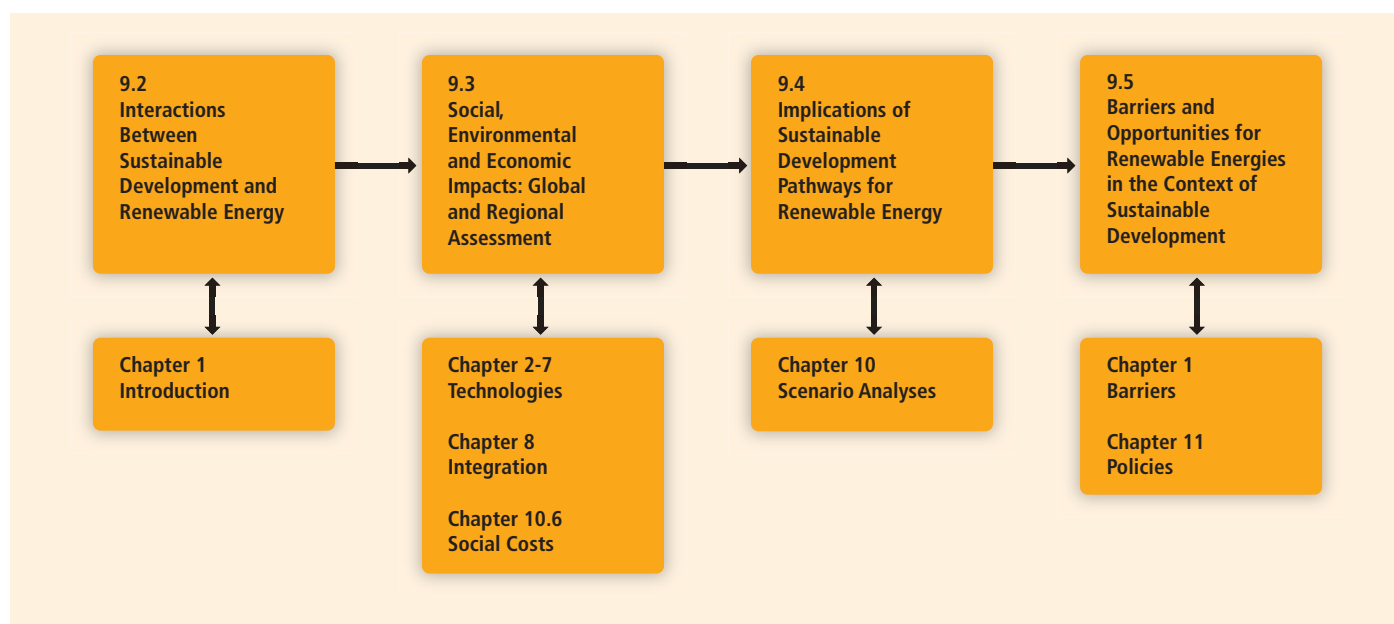 9.2
Interactions
Between
Sustainable
Development and
Renewable Energy
9.3
Social,
Environmental
and Economic
Impacts: Global
and Regional
Assessment
9.4
Implications of
Sustainable
Development
Pathways for
Renewable Energy
9.5
Barriers and
Opportunities for
Renewable Energies
in the Context of
Sustainable
Development
Chapter 1
Introduction
Chapter 2-7
Technologies
Chapter 8
Integration
Chapter 10.6
Social Costs
Chapter 10
Scenario Analyses
Chapter 1
Barriers
Chapter 11
Policies